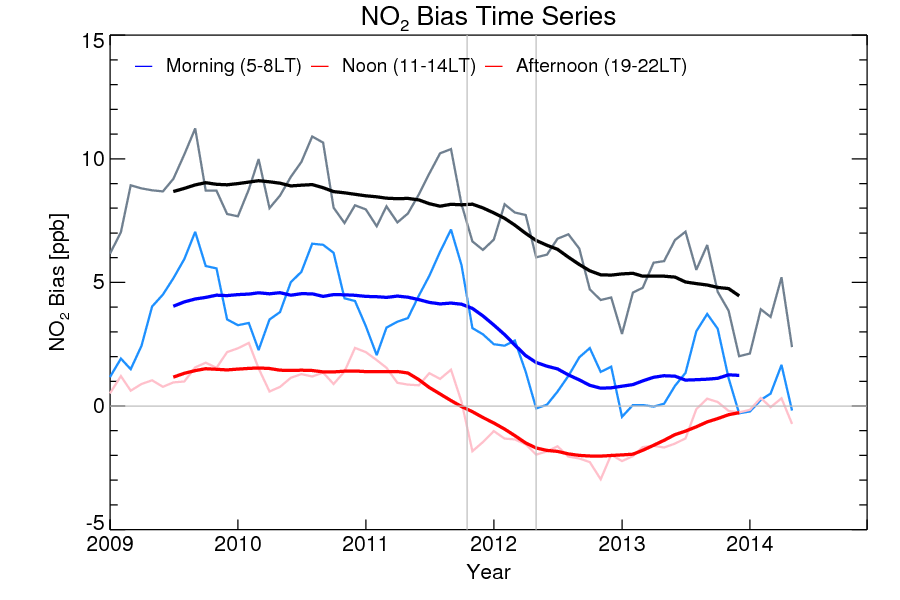 NO2 Bias Time Series
15
Morning (5-8LT) Noon (11-14LT) Afternoon (19-22LT)
10
5
0
-5
NO2 Bias [ppb]
2009 2010 2011 2012 2013 2014
Year